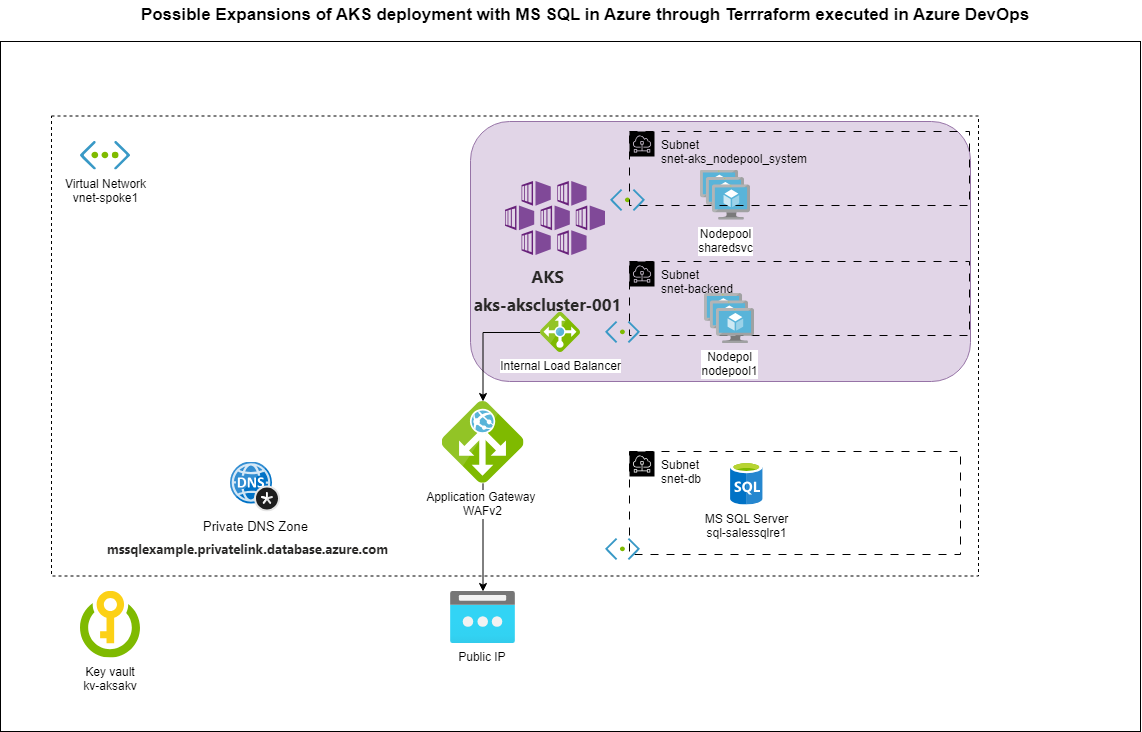 Possible Expansions of AKS deployment with MS SQL in Azure through Terrraform executed in Azure DevOps
Virtual Network
vnet-spoke1
Subnet
snet-aks_nodepool_system
Nodepool
sharedsvc
AKS
aks-akscluster-001
Subnet
snet-backend
Nodepol
nodepool1
Internal Load Balancer
Application Gateway
WAFv2
Subnet
snet-db
SQL
MS SQL Server
sql-salessqlre1
DNS
*
Private DNS Zone
mssqlexample.privatelink.database.azure.com
Key vault
kv-aksakv
Public IP